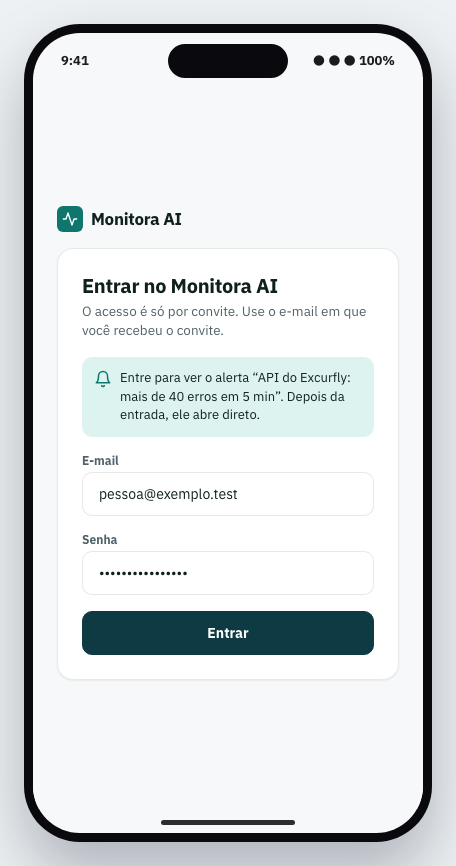 9:41
100%
Monitora AI
Entrar no Monitora AI
O acesso é só por convite. Use o e-mail em que
você recebeu o convite.
Entre para ver o alerta “API do Excurfly:
mais de 40 erros em 5 min”. Depois da
entrada, ele abre direto.
E-mail
pessoa@exemplo.test
Senha
••••••••••••••••
Entrar